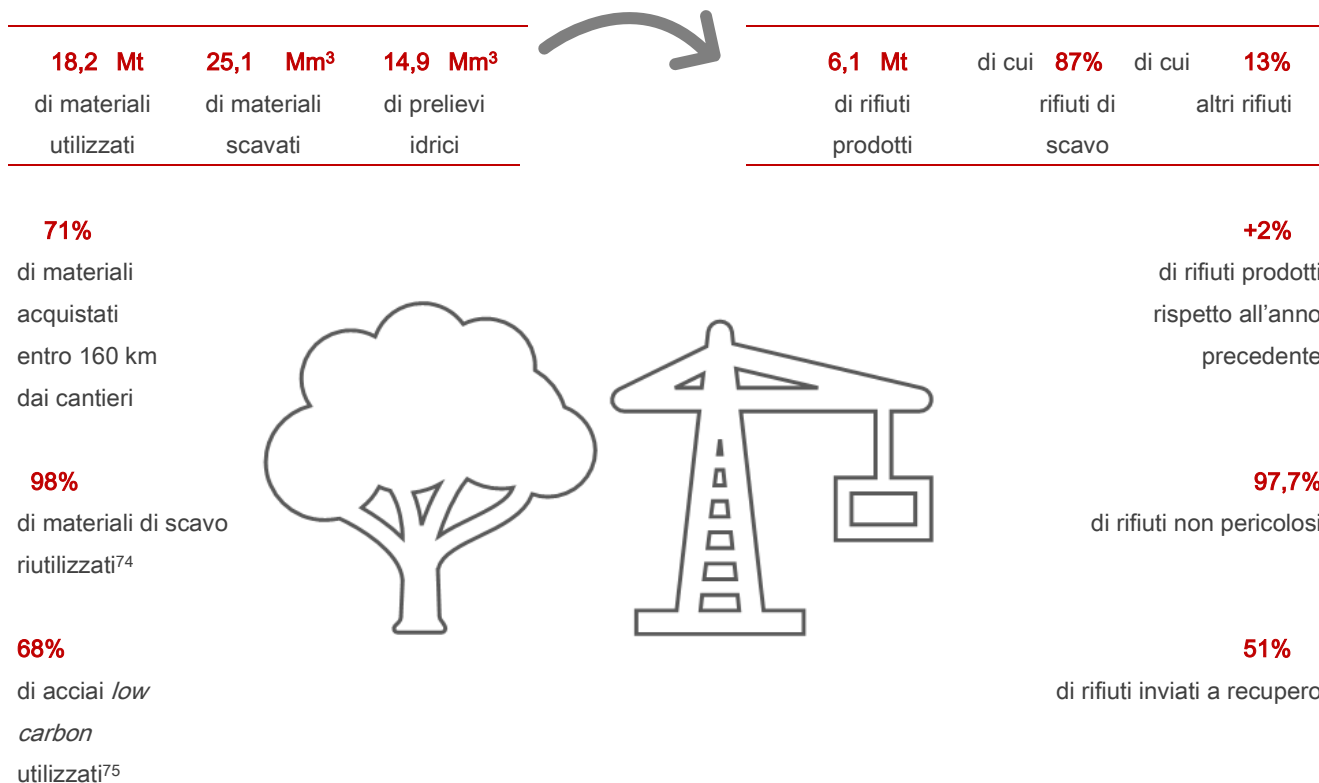 18,2 Mt
di materiali
utilizzati
25,1 Mm³
di materiali
scavati
14,9 Mm³
di prelievi
idrici
6,1 Mt
di rifiuti
prodotti
di cui 87%
rifiuti di
scavo
di cui 13%
altri rifiuti
71%
di materiali
acquistati
entro 160 km
dai cantieri
98%
di materiali di scavo
riutilizzati⁷⁴
68%
di acciai low
carbon
utilizzati⁷⁵
+2%
di rifiuti prodotti
rispetto all’anno
precedente
97,7%
di rifiuti non pericolosi
51%
di rifiuti inviati a recupero